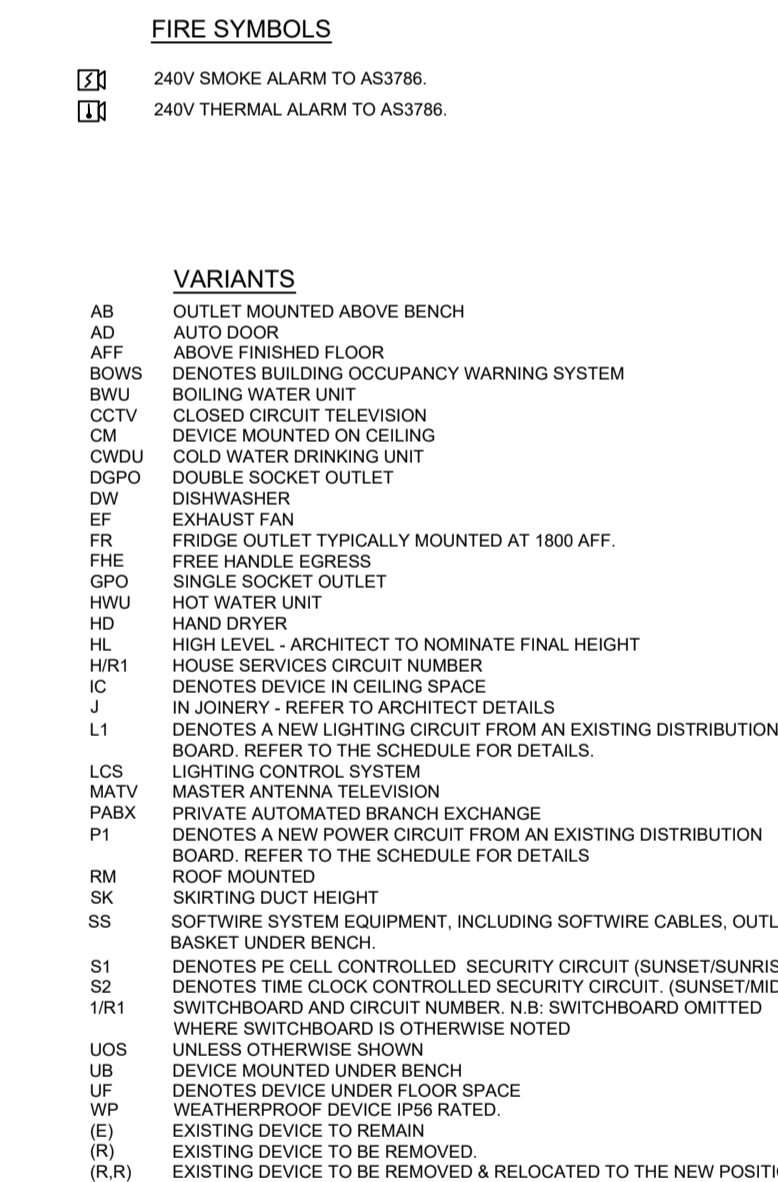 FIRE SYMBOLS
240V SMOKE ALARM TO AS3786.
240V THERMAL ALARM TO AS3786.
VARIANTS
AB OUTLET MOUNTED ABOVE BENCH
AD AUTO DOOR
AFF ABOVE FINISHED FLOOR
BOWS DENOTES BUILDING OCCUPANCY WARNING SYSTEM
BWU BOILING WATER UNIT
CCTV CLOSED CIRCUIT TELEVISION
CM DEVICE MOUNTED ON CEILING
CWDU COLD WATER DRINKING UNIT
DGPO DOUBLE SOCKET OUTLET
DW DISHWASHER
EF EXHAUST FAN
FR FRIDGE OUTLET TYPICALLY MOUNTED AT 1800 AFF.
FHE FREE HANDLE EGRESS
GPO SINGLE SOCKET OUTLET
HWU HOT WATER UNIT
HD HAND DRYER
HL HIGH LEVEL - ARCHITECT TO NOMINATE FINAL HEIGHT
H/R1 HOUSE SERVICES CIRCUIT NUMBER
IC DENOTES DEVICE IN CEILING SPACE
J IN JOINERY - REFER TO ARCHITECT DETAILS
L1 DENOTES A NEW LIGHTING CIRCUIT FROM AN EXISTING DISTRIBUTION
BOARD. REFER TO THE SCHEDULE FOR DETAILS.
LCS LIGHTING CONTROL SYSTEM
MATV MASTER ANTENNA TELEVISION
PABX PRIVATE AUTOMATED BRANCH EXCHANGE
P1 DENOTES A NEW POWER CIRCUIT FROM AN EXISTING DISTRIBUTION
BOARD. REFER TO THE SCHEDULE FOR DETAILS
RM ROOF MOUNTED
SK SKIRTING DUCT HEIGHT
SS SOFTWIRE SYSTEM EQUIPMENT, INCLUDING SOFTWIRE CABLES, OUTL
BASKET UNDER BENCH.
S1 DENOTES PE CELL CONTROLLED SECURITY CIRCUIT (SUNSET/SUNRIS
S2 DENOTES TIME CLOCK CONTROLLED SECURITY CIRCUIT. (SUNSET/MID
1/R1 SWITCHBOARD AND CIRCUIT NUMBER. N.B: SWITCHBOARD OMITTED
WHERE SWITCHBOARD IS OTHERWISE NOTED
UOS UNLESS OTHERWISE SHOWN
UB DEVICE MOUNTED UNDER BENCH
UF DENOTES DEVICE UNDER FLOOR SPACE
WP WEATHERPROOF DEVICE IP56 RATED.
(E) EXISTING DEVICE TO REMAIN
(R) EXISTING DEVICE TO BE REMOVED.
(R,R) EXISTING DEVICE TO BE REMOVED & RELOCATED TO THE NEW POSITI